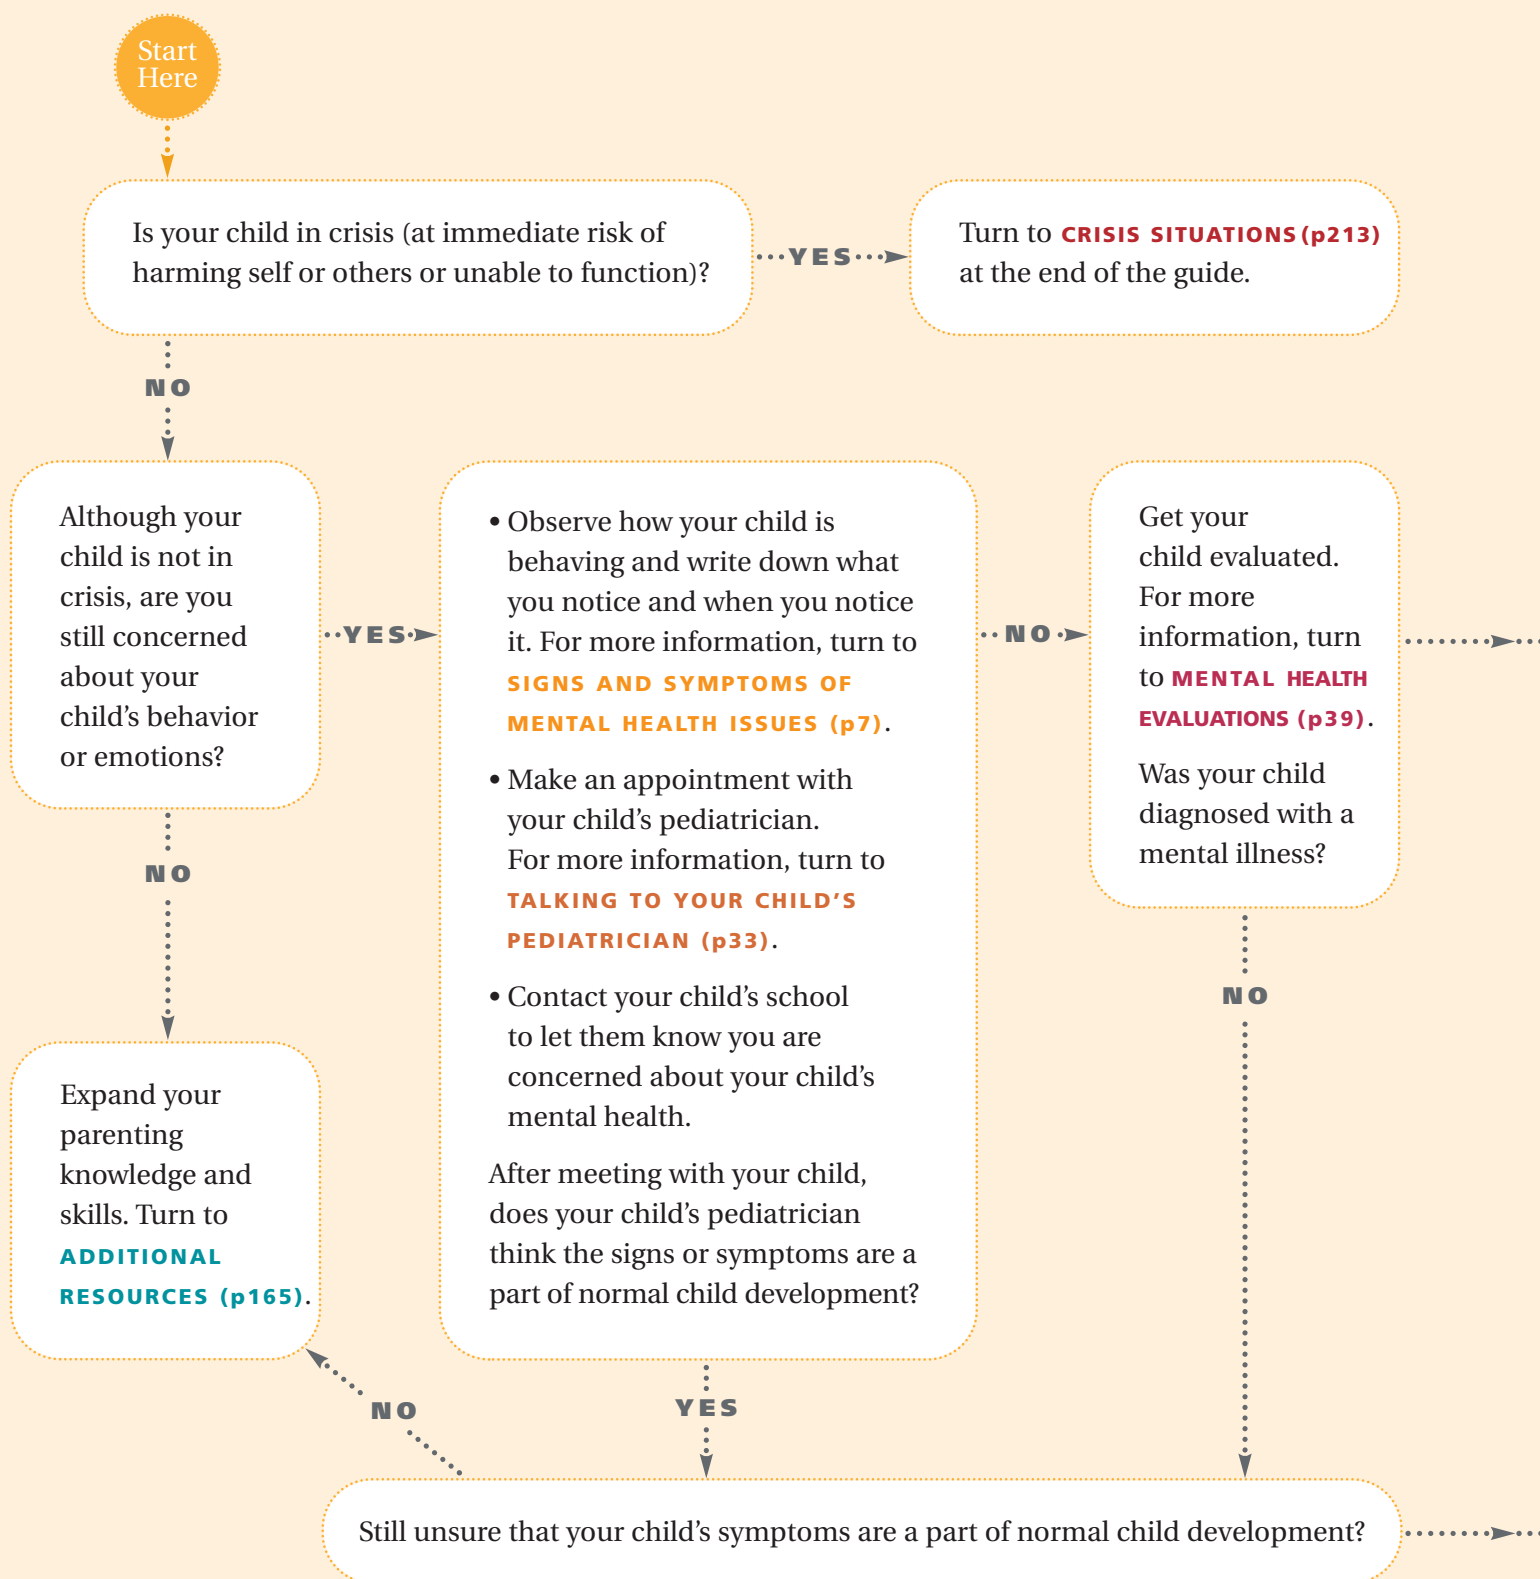 Start
Here
Is your child in crisis (at immediate risk of
harming self or others or unable to function)?
YES
Turn to CRISIS SITUATIONS (p213)
at the end of the guide.
NO
Although your
child is not in
crisis, are you
still concerned
about your
child’s behavior
or emotions?
YES
• Observe how your child is
behaving and write down what
you notice and when you notice
it. For more information, turn to
SIGNS AND SYMPTOMS OF
MENTAL HEALTH ISSUES (p7).
• Make an appointment with
your child’s pediatrician.
For more information, turn to
TALKING TO YOUR CHILD’S
PEDIATRICIAN (p33).
• Contact your child’s school
to let them know you are
concerned about your child’s
mental health.
After meeting with your child,
does your child’s pediatrician
think the signs or symptoms are a
part of normal child development?
NO
Get your
child evaluated.
For more
information, turn
to MENTAL HEALTH
EVALUATIONS (p39).
Was your child
diagnosed with a
mental illness?
NO
NO
Expand your
parenting
knowledge and
skills. Turn to
ADDITIONAL
RESOURCES (p165).
NO
YES
Still unsure that your child’s symptoms are a part of normal child development?